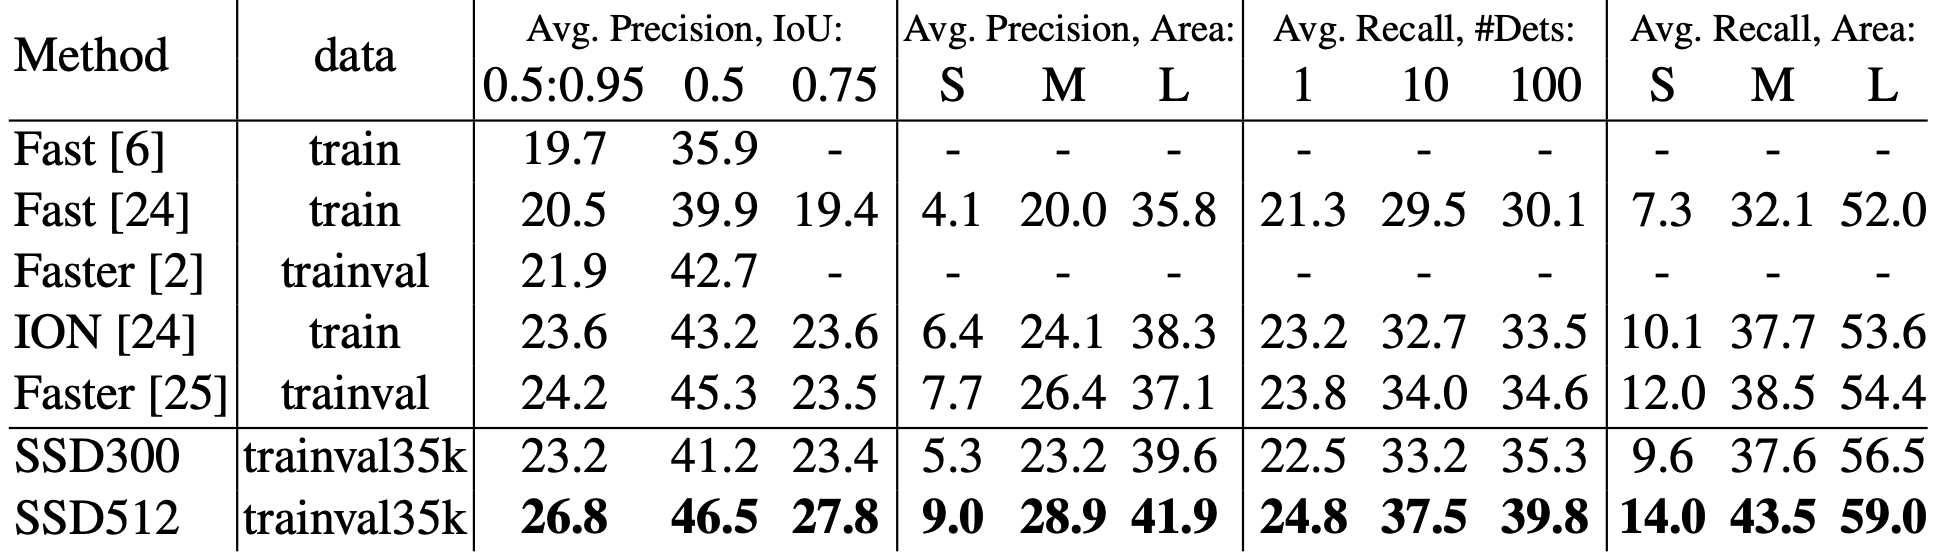 Method data Avg. Precision, IoU: Avg. Precision, Area: Avg. Recall, #Dets: Avg. Recall, Area:
0.5:0.95 0.5 0.75 S M L 1 10 100 S M L
Fast [6] train 19.7 35.9 - - - - - - - - - -
Fast [24] train 20.5 39.9 19.4 4.1 20.0 35.8 21.3 29.5 30.1 7.3 32.1 52.0
Faster [2] trainval 21.9 42.7 - - - - - - - - - -
ION [24] train 23.6 43.2 23.6 6.4 24.1 38.3 23.2 32.7 33.5 10.1 37.7 53.6
Faster [25] trainval 24.2 45.3 23.5 7.7 26.4 37.1 23.8 34.0 34.6 12.0 38.5 54.4
SSD300 trainval35k 23.2 41.2 23.4 5.3 23.2 39.6 22.5 33.2 35.3 9.6 37.6 56.5
SSD512 trainval35k 26.8 46.5 27.8 9.0 28.9 41.9 24.8 37.5 39.8 14.0 43.5 59.0